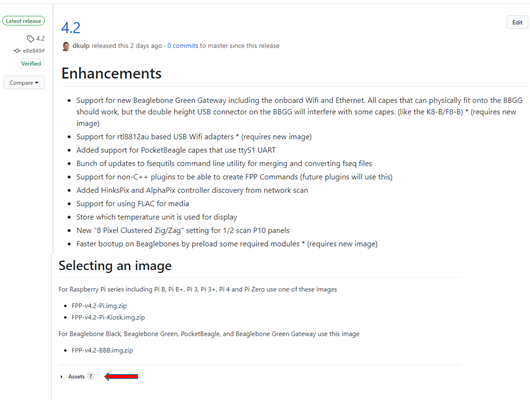 Latest release
4.2
e8e849f
Verified
Compare
4.2
Edit
dkulp released this 2 days ago · 0 commits to master since this release
Enhancements
• Support for new Beaglebone Green Gateway including the onboard Wifi and Ethernet. All capes that can physically fit onto the BBGG
should work, but the double height USB connector on the BBGG will interfere with some capes. (like the K8-B/F8-B) * (requires new
image)
• Support for rtl8812au based USB Wifi adapters * (requires new image)
• Added support for PocketBeagle capes that use ttyS1 UART
• Bunch of updates to fsequtils command line utility for merging and converting fseq files
• Support for non-C++ plugins to be able to create FPP Commands (future plugins will use this)
• Added HinksPix and AlphaPix controller discovery from network scan
• Support for using FLAC for media
• Store which temperature unit is used for display
• New "8 Pixel Clustered Zig/Zag" setting for 1/2 scan P10 panels
• Faster bootup on Beaglebones by preload some required modules * (requires new image)
Selecting an image
For Raspberry Pi series including Pi B, Pi B+, Pi 3, Pi 3+, Pi 4 and Pi Zero use one of these images
• FPP-v4.2-Pi.img.zip
• FPP-v4.2-Pi-Kiosk.img.zip
For Beaglebone Black, Beaglebone Green, PocketBeagle, and Beaglebone Green Gateway use this image
• FPP-v4.2-BBB.img.zip
Assets 7